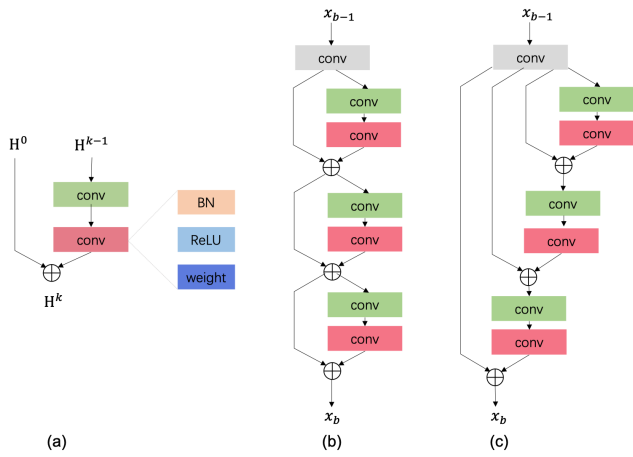 H⁰
H^{k−1}
conv
conv
BN
ReLU
weight
H^k
(a)
x_{b−1}
conv
conv
conv
conv
conv
conv
conv
x_b
(b)
x_{b−1}
conv
conv
conv
conv
conv
conv
conv
x_b
(c)